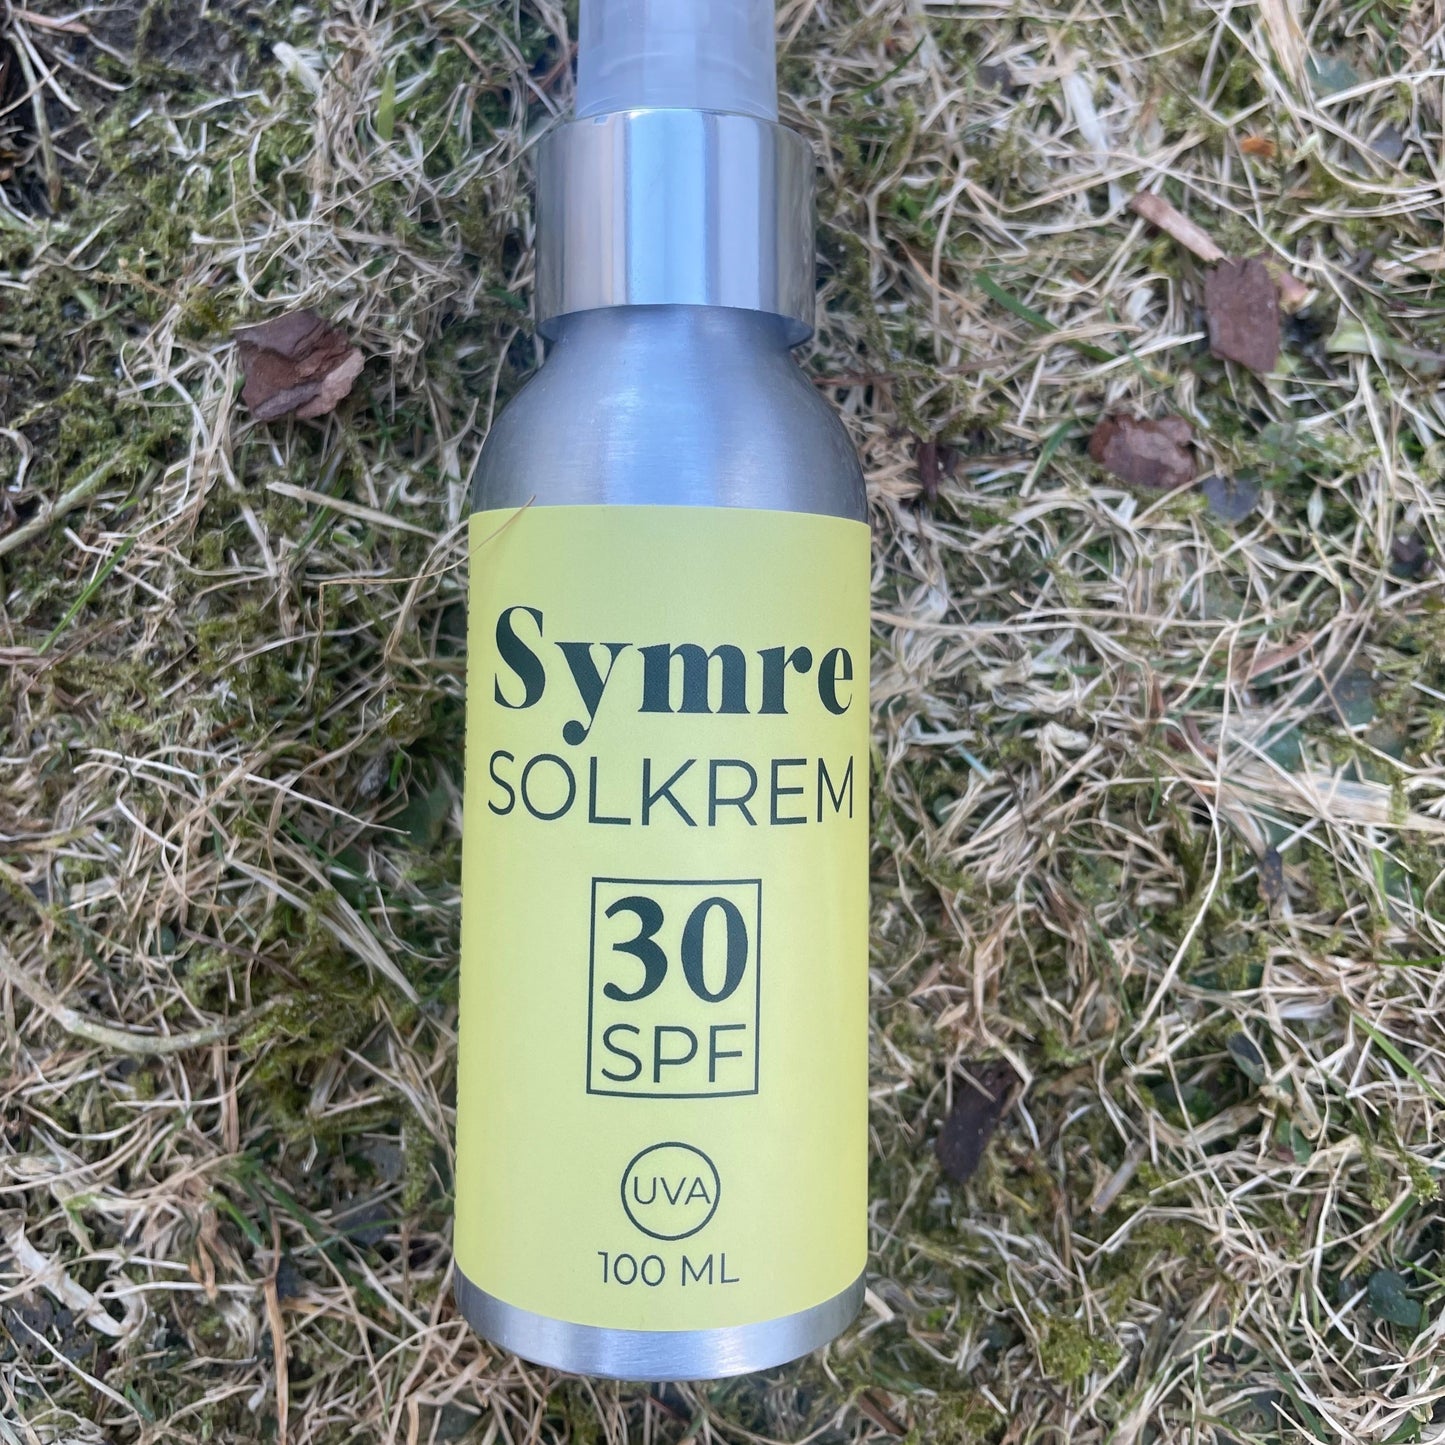 Symre
SOLKREM
30
SPF
UVA
100 ML